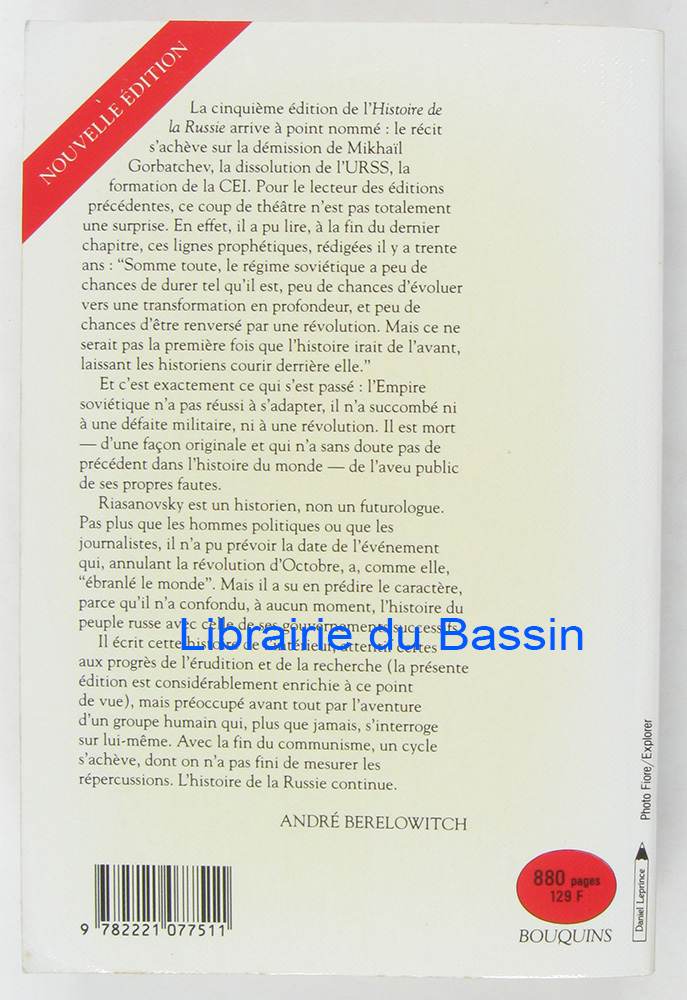 NOUVELLE ÉDITION
La cinquième édition de l'Histoire de
la Russie arrive à point nommé : le récit
s'achève sur la démission de Mikhaïl
Gorbatchev, la dissolution de l'URSS, la
formation de la CEI. Pour le lecteur des éditions
précédentes, ce coup de théâtre n'est pas totalement
une surprise. En effet, il a pu lire, à la fin du dernier
chapitre, ces lignes prophétiques, rédigées il y a trente
ans : “Somme toute, le régime soviétique a peu de
chances de durer tel qu'il est, peu de chances d'évoluer
vers une transformation en profondeur, et peu de
chances d'être renversé par une révolution. Mais ce ne
serait pas la première fois que l'histoire irait de l'avant,
laissant les historiens courir derrière elle.”
Et c'est exactement ce qui s'est passé : l'Empire
soviétique n'a pas réussi à s'adapter, il n'a succombé ni
à une défaite militaire, ni à une révolution. Il est mort
— d'une façon originale et qui n'a sans doute pas de
précédent dans l'histoire du monde — de l'aveu public
de ses propres fautes.
Riasanovsky est un historien, non un futurologue.
Pas plus que les hommes politiques ou que les
journalistes, il n'a pu prévoir la date de l'événement
qui, annulant la révolution d'Octobre, a, comme elle,
“ébranlé le monde”. Mais il a su en prédire le caractère,
parce qu'il n'a confondu, à aucun moment, l'histoire du
peuple russe avec celle de ses gouvernements successifs.
Librairie du Bassin
Il écrit cette histoire de l'intérieur, attentif certes
aux progrès de l'érudition et de la recherche (la présente
édition est considérablement enrichie à ce point
de vue), mais préoccupé avant tout par l'aventure
d'un groupe humain qui, plus que jamais, s'interroge
sur lui-même. Avec la fin du communisme, un cycle
s'achève, dont on n'a pas fini de mesurer les
répercussions. L'histoire de la Russie continue.
ANDRÉ BERELOWITCH
9 782221 077511
880 pages
129 F
BOUQUINS
Daniel Leprince
Photo Fiore/Explorer